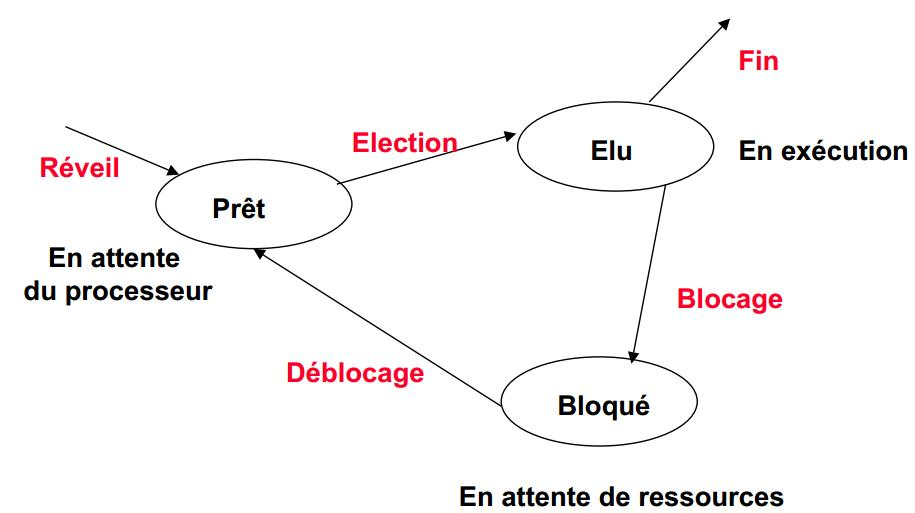 Fin
Election
Elu
En exécution
Réveil
Prêt
En attente
du processeur
Blocage
Déblocage
Bloqué
En attente de ressources